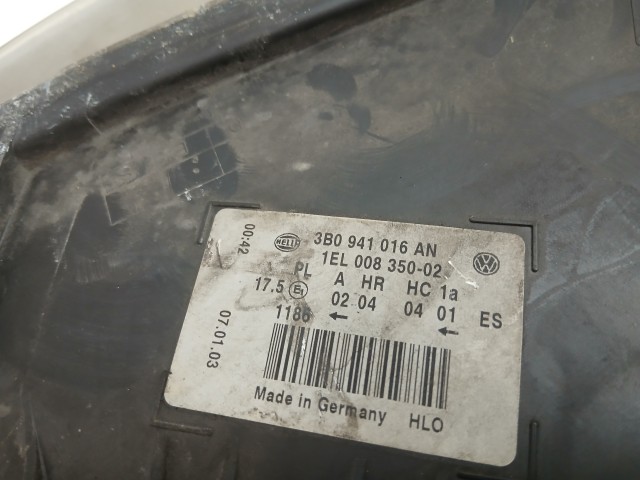 00:42
HELLA
3B0 941 016 AN
1EL 008 350-02
PL A HR HC 1a
17.5 E1 02 04 04 01 ES
1186 ← ←
07.01.03
Made in Germany HLO